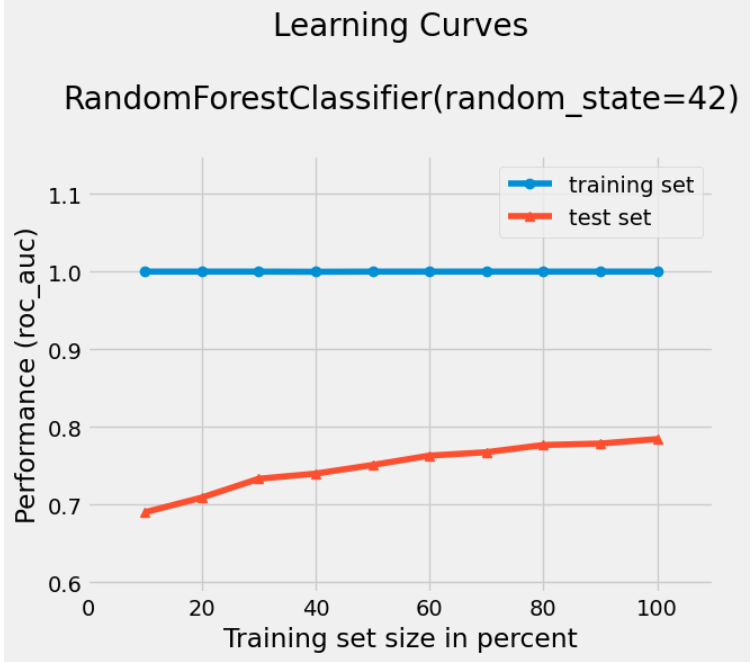 Learning Curves
RandomForestClassifier(random_state=42)
training set
test set
1.1
1.0
0.9
0.8
0.7
0.6
Performance (roc_auc)
0 20 40 60 80 100
Training set size in percent